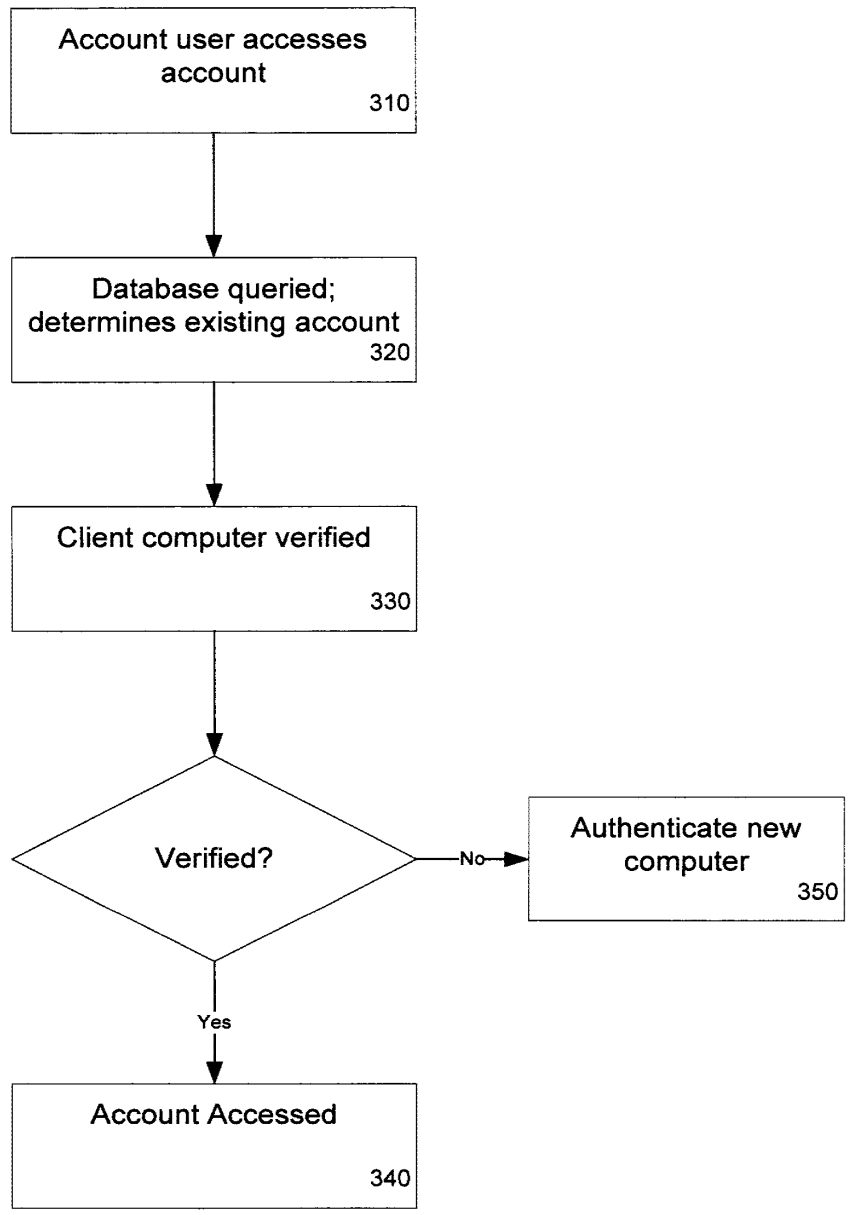 Account user accesses
account
310
Database queried;
determines existing account
320
Client computer verified
330
Verified?
No
Authenticate new
computer
350
Yes
Account Accessed
340